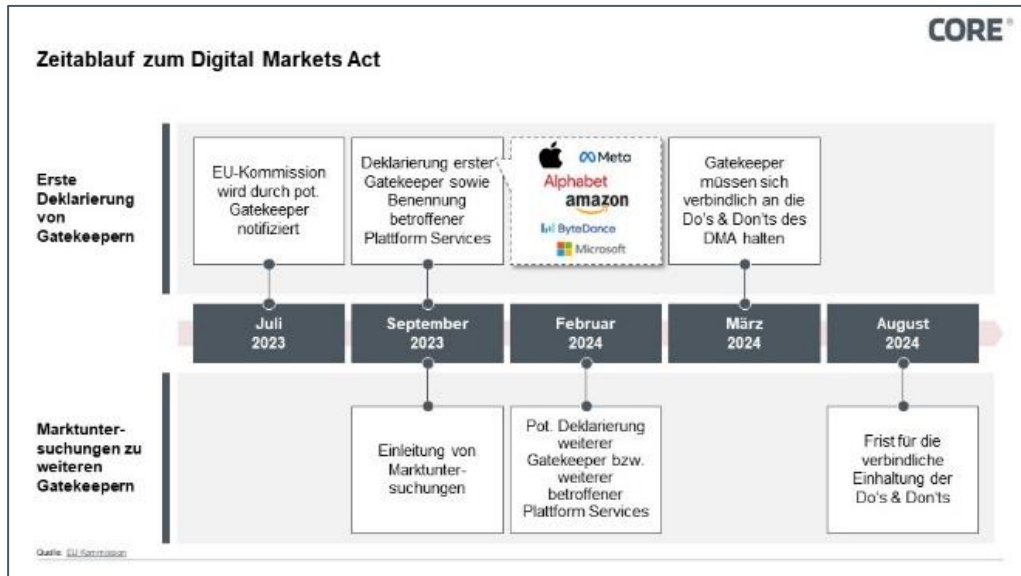 CORE®
Zeitablauf zum Digital Markets Act
Erste
Deklarierung
von
Gatekeepern
EU-Kommission
wird durch pot.
Gatekeeper
notifiziert
Deklarierung erster
Gatekeeper sowie
Benennung
betroffener
Plattform Services
Meta
Alphabet
amazon
ByteDance
Microsoft
Gatekeeper
müssen sich
verbindlich an die
Do's & Don'ts des
DMA halten
Juli
2023
September
2023
Februar
2024
März
2024
August
2024
Marktunter-
suchungen zu
weiteren
Gatekeepern
Einleitung von
Marktunter-
suchungen
Pot. Deklarierung
weiterer
Gatekeeper bzw.
weiterer
betroffener
Plattform Services
Frist für die
verbindliche
Einhaltung der
Do's & Don'ts
Quelle: EU Kommission